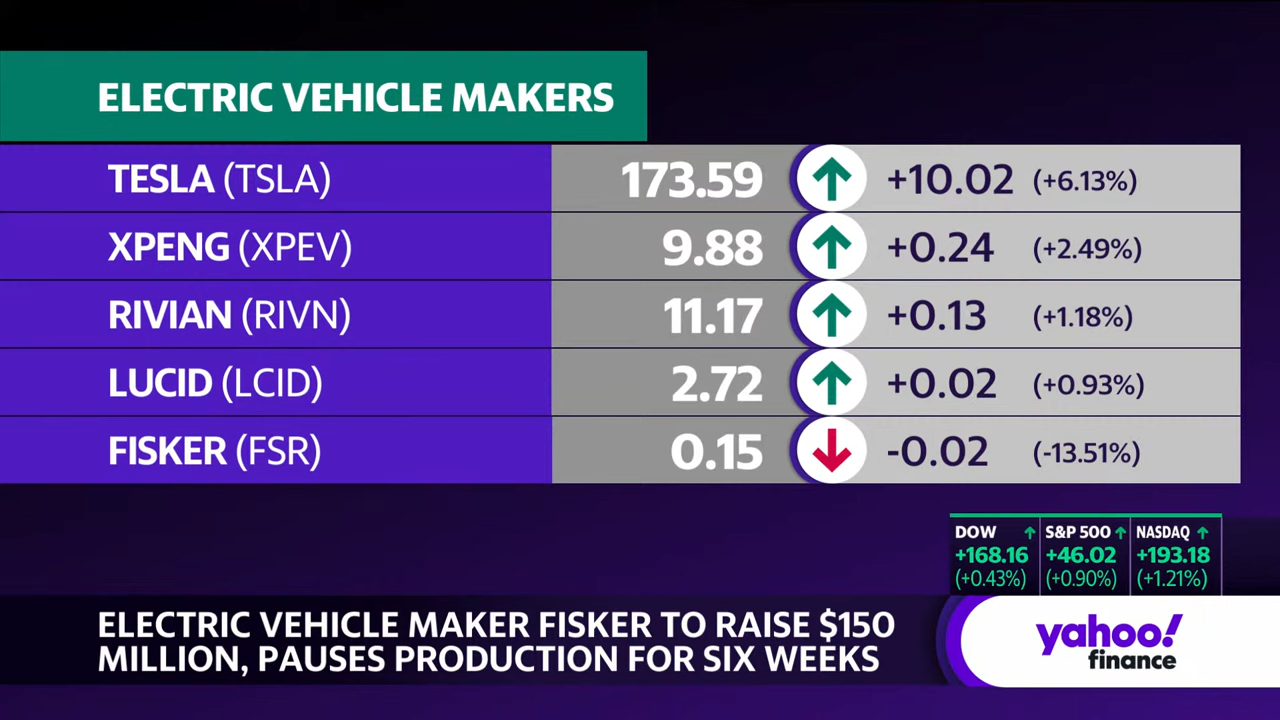 ELECTRIC VEHICLE MAKERS
TESLA (TSLA) 173.59 +10.02 (+6.13%)
XPENG (XPEV) 9.88 +0.24 (+2.49%)
RIVIAN (RIVN) 11.17 +0.13 (+1.18%)
LUCID (LCID) 2.72 +0.02 (+0.93%)
FISKER (FSR) 0.15 -0.02 (-13.51%)
DOW S&P 500 NASDAQ
+168.16 +46.02 +193.18
(+0.43%) (+0.90%) (+1.21%)
ELECTRIC VEHICLE MAKER FISKER TO RAISE $150
MILLION, PAUSES PRODUCTION FOR SIX WEEKS
yahoo!
finance